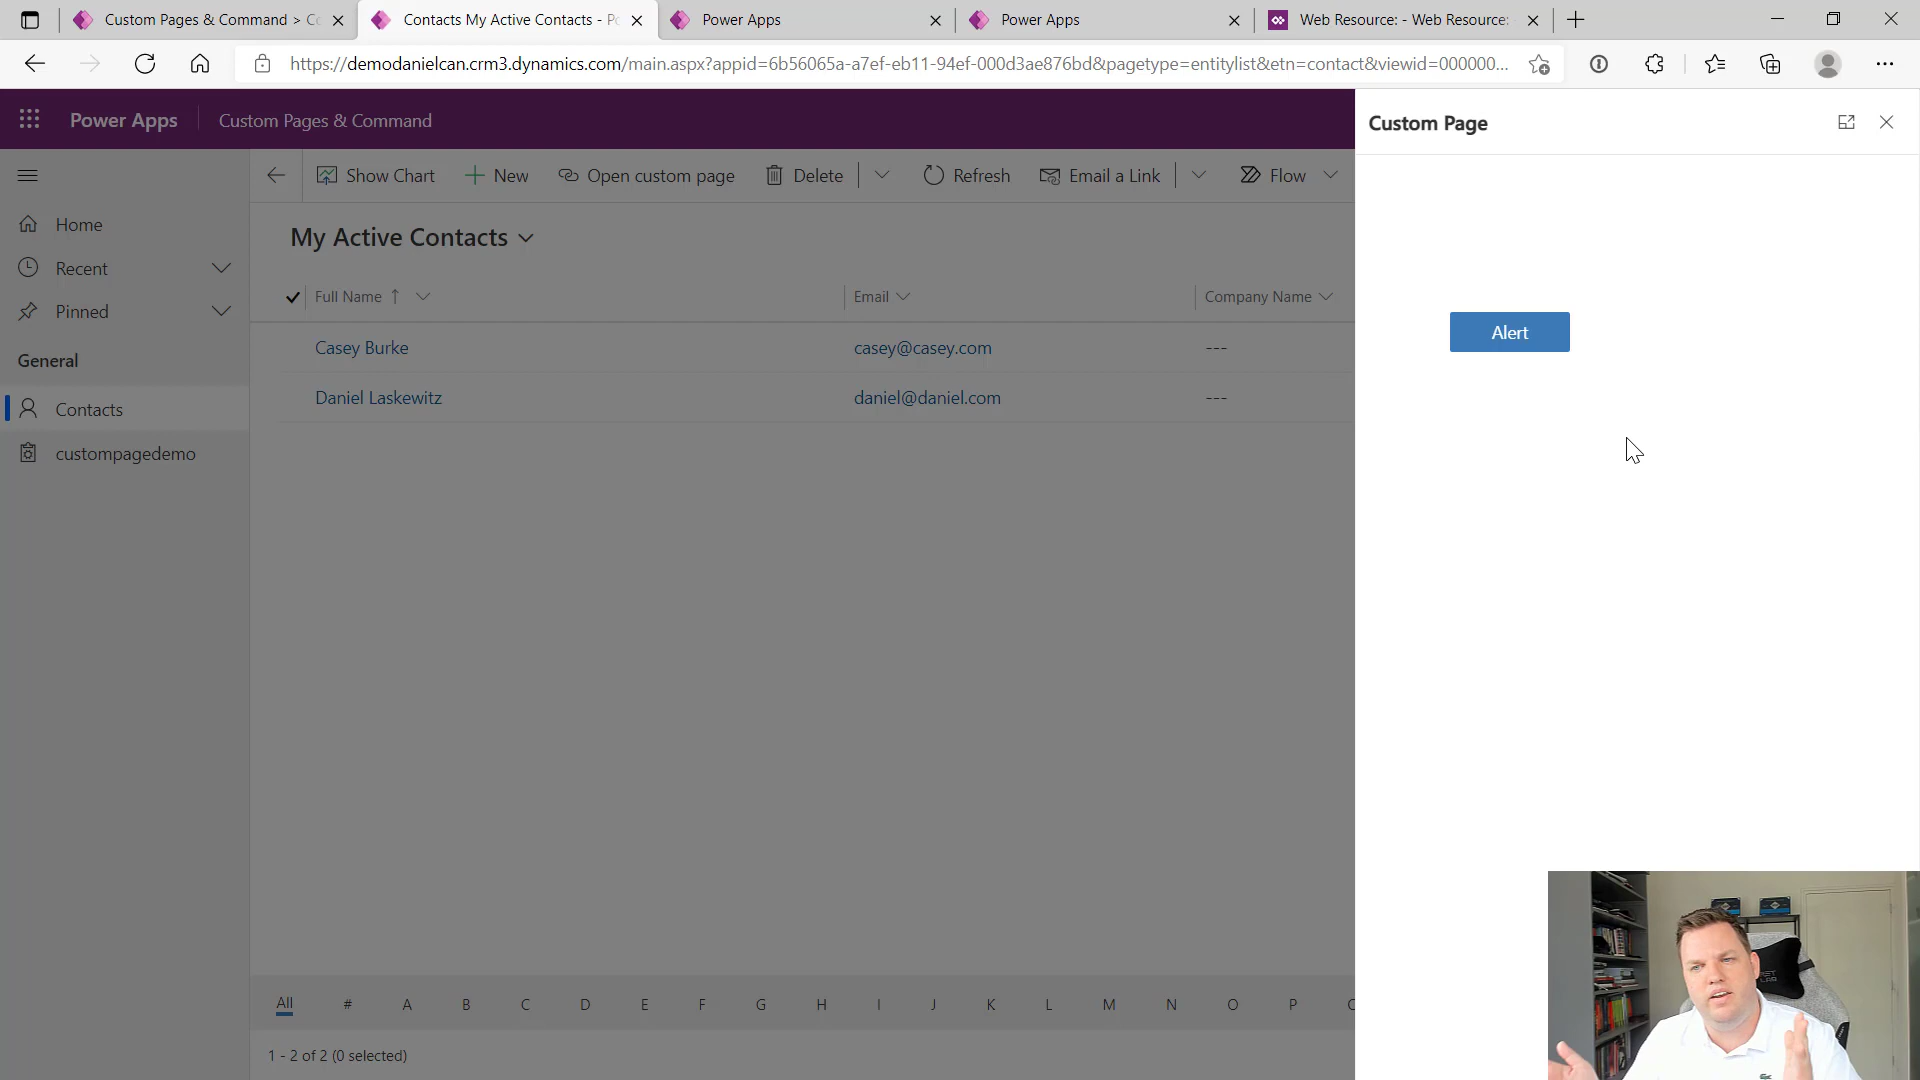 Custom Pages & Command > Co
Contacts My Active Contacts - Po
Power Apps
Power Apps
Web Resource: - Web Resource:
https://demodanielcan.crm3.dynamics.com/main.aspx?appid=6b56065a-a7ef-eb11-94ef-000d3ae876bd&pagetype=entitylist&etn=contact&viewid=000000...
Power Apps
Custom Pages & Command
Custom Page
Show Chart
New
Open custom page
Delete
Refresh
Email a Link
Flow
Home
Recent
Pinned
General
Contacts
custompagedemo
My Active Contacts
Full Name ↑
Email
Company Name
Casey Burke
casey@casey.com
---
Daniel Laskewitz
daniel@daniel.com
---
Alert
All # A B C D E F G H I J K L M N O P
1 - 2 of 2 (0 selected)